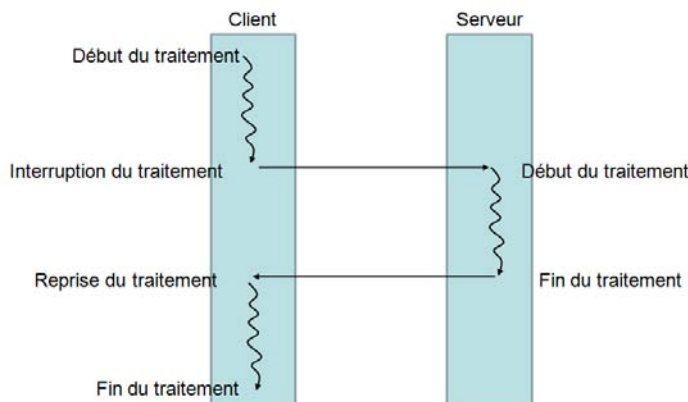 Client
Serveur
Début du traitement
Interruption du traitement
Début du traitement
Reprise du traitement
Fin du traitement
Fin du traitement